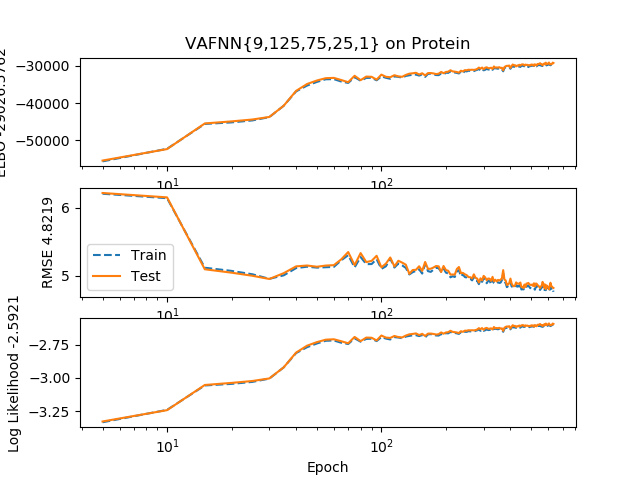 VAFNN{9,125,75,25,1} on Protein
−30000
−40000
−50000
10¹
10²
RMSE 4.8219
6
5
Train
Test
10¹
10²
Log Likelihood -2.5921
−2.75
−3.00
−3.25
10¹
10²
Epoch